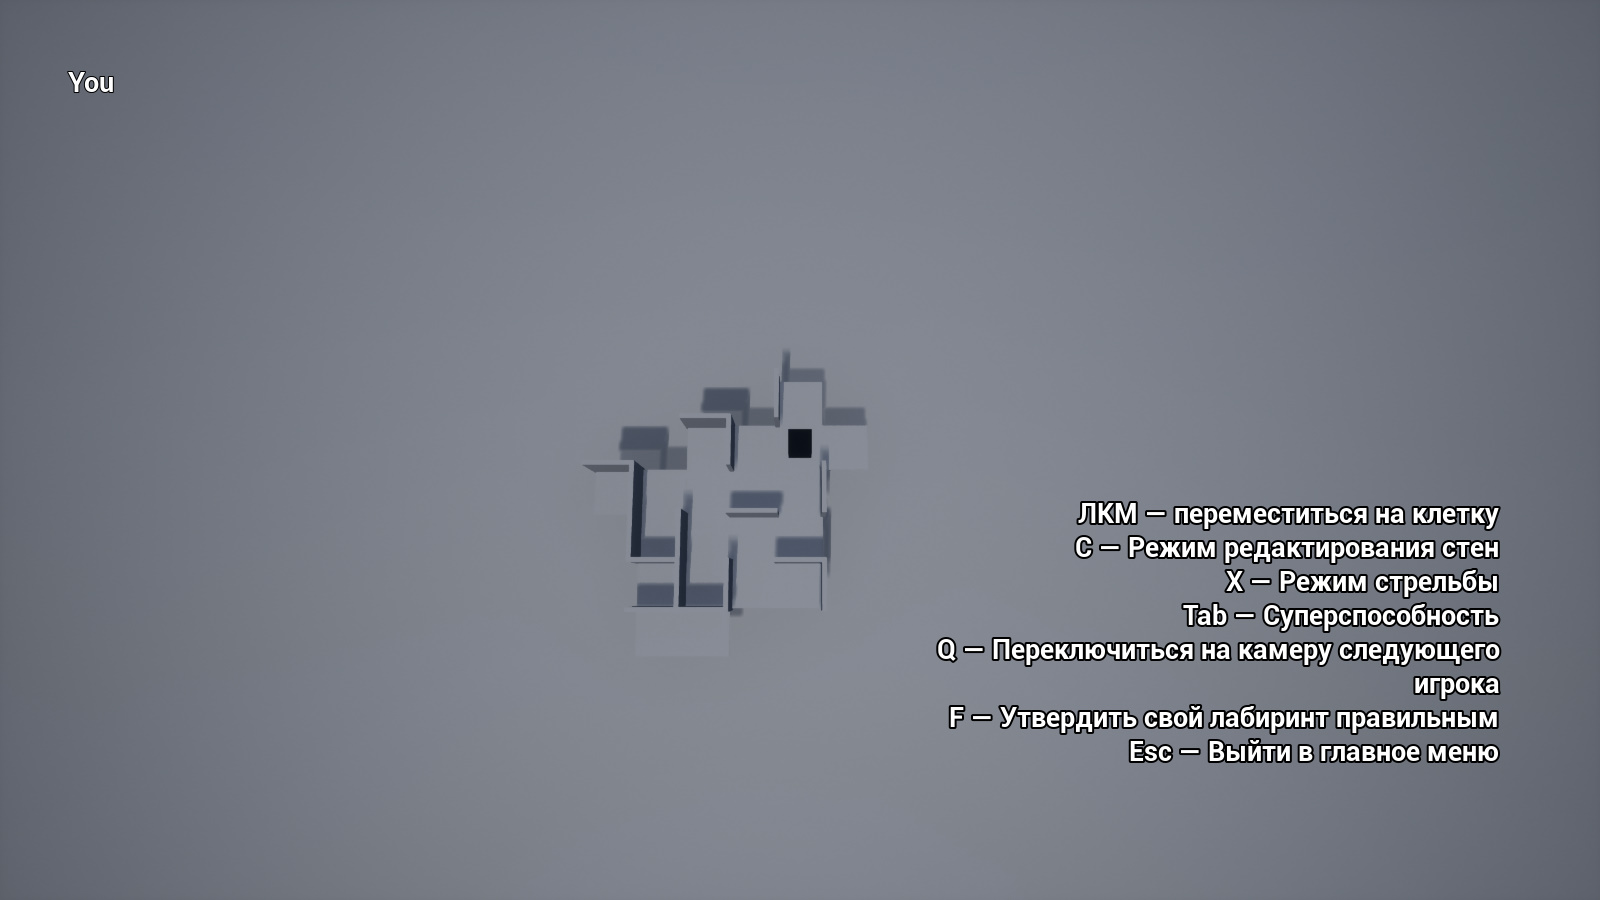 You
ЛКМ — переместиться на клетку
C — Режим редактирования стен
X — Режим стрельбы
Tab — Суперспособность
Q — Переключиться на камеру следующего
игрока
F — Утвердить свой лабиринт правильным
Esc — Выйти в главное меню